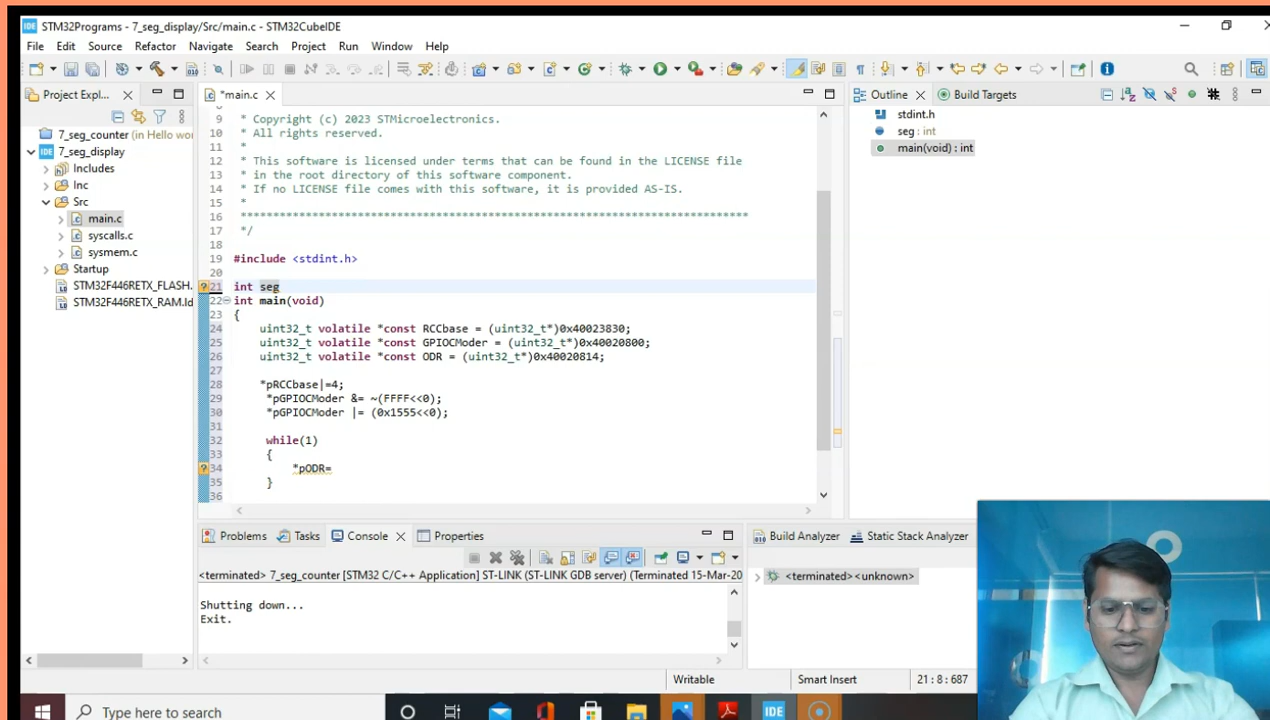 IDE STM32Programs - 7_seg_display/Src/main.c - STM32CubeIDE
File Edit Source Refactor Navigate Search Project Run Window Help
Project Expl...
7_seg_counter (in Hello wo
IDE 7_seg_display
Includes
Inc
Src
main.c
syscalls.c
sysmem.c
Startup
STM32F446RETX_FLASH.
STM32F446RETX_RAM.ld
*main.c
9 * Copyright (c) 2023 STMicroelectronics.
10 * All rights reserved.
11 *
12 * This software is licensed under terms that can be found in the LICENSE file
13 * in the root directory of this software component.
14 * If no LICENSE file comes with this software, it is provided AS-IS.
15 *
16 ******************************************************************************
17 */
18
19 #include <stdint.h>
20
21 int seg
22 int main(void)
23 {
24 uint32_t volatile *const RCCbase = (uint32_t*)0x40023830;
25 uint32_t volatile *const GPIOCModer = (uint32_t*)0x40020800;
26 uint32_t volatile *const ODR = (uint32_t*)0x40020814;
27
28 *pRCCbase|=4;
29 *pGPIOCModer &= ~(FFFF<<0);
30 *pGPIOCModer |= (0x1555<<0);
31
32 while(1)
33 {
34 *pODR=
35 }
36
Outline Build Targets
stdint.h
seg : int
main(void) : int
Problems Tasks Console Properties
<terminated> 7_seg_counter [STM32 C/C++ Application] ST-LINK (ST-LINK GDB server) (Terminated 15-Mar-20
Shutting down...
Exit.
Build Analyzer Static Stack Analyzer
<terminated><unknown>
Writable Smart Insert 21 : 8 : 687
Type here to search
IDE